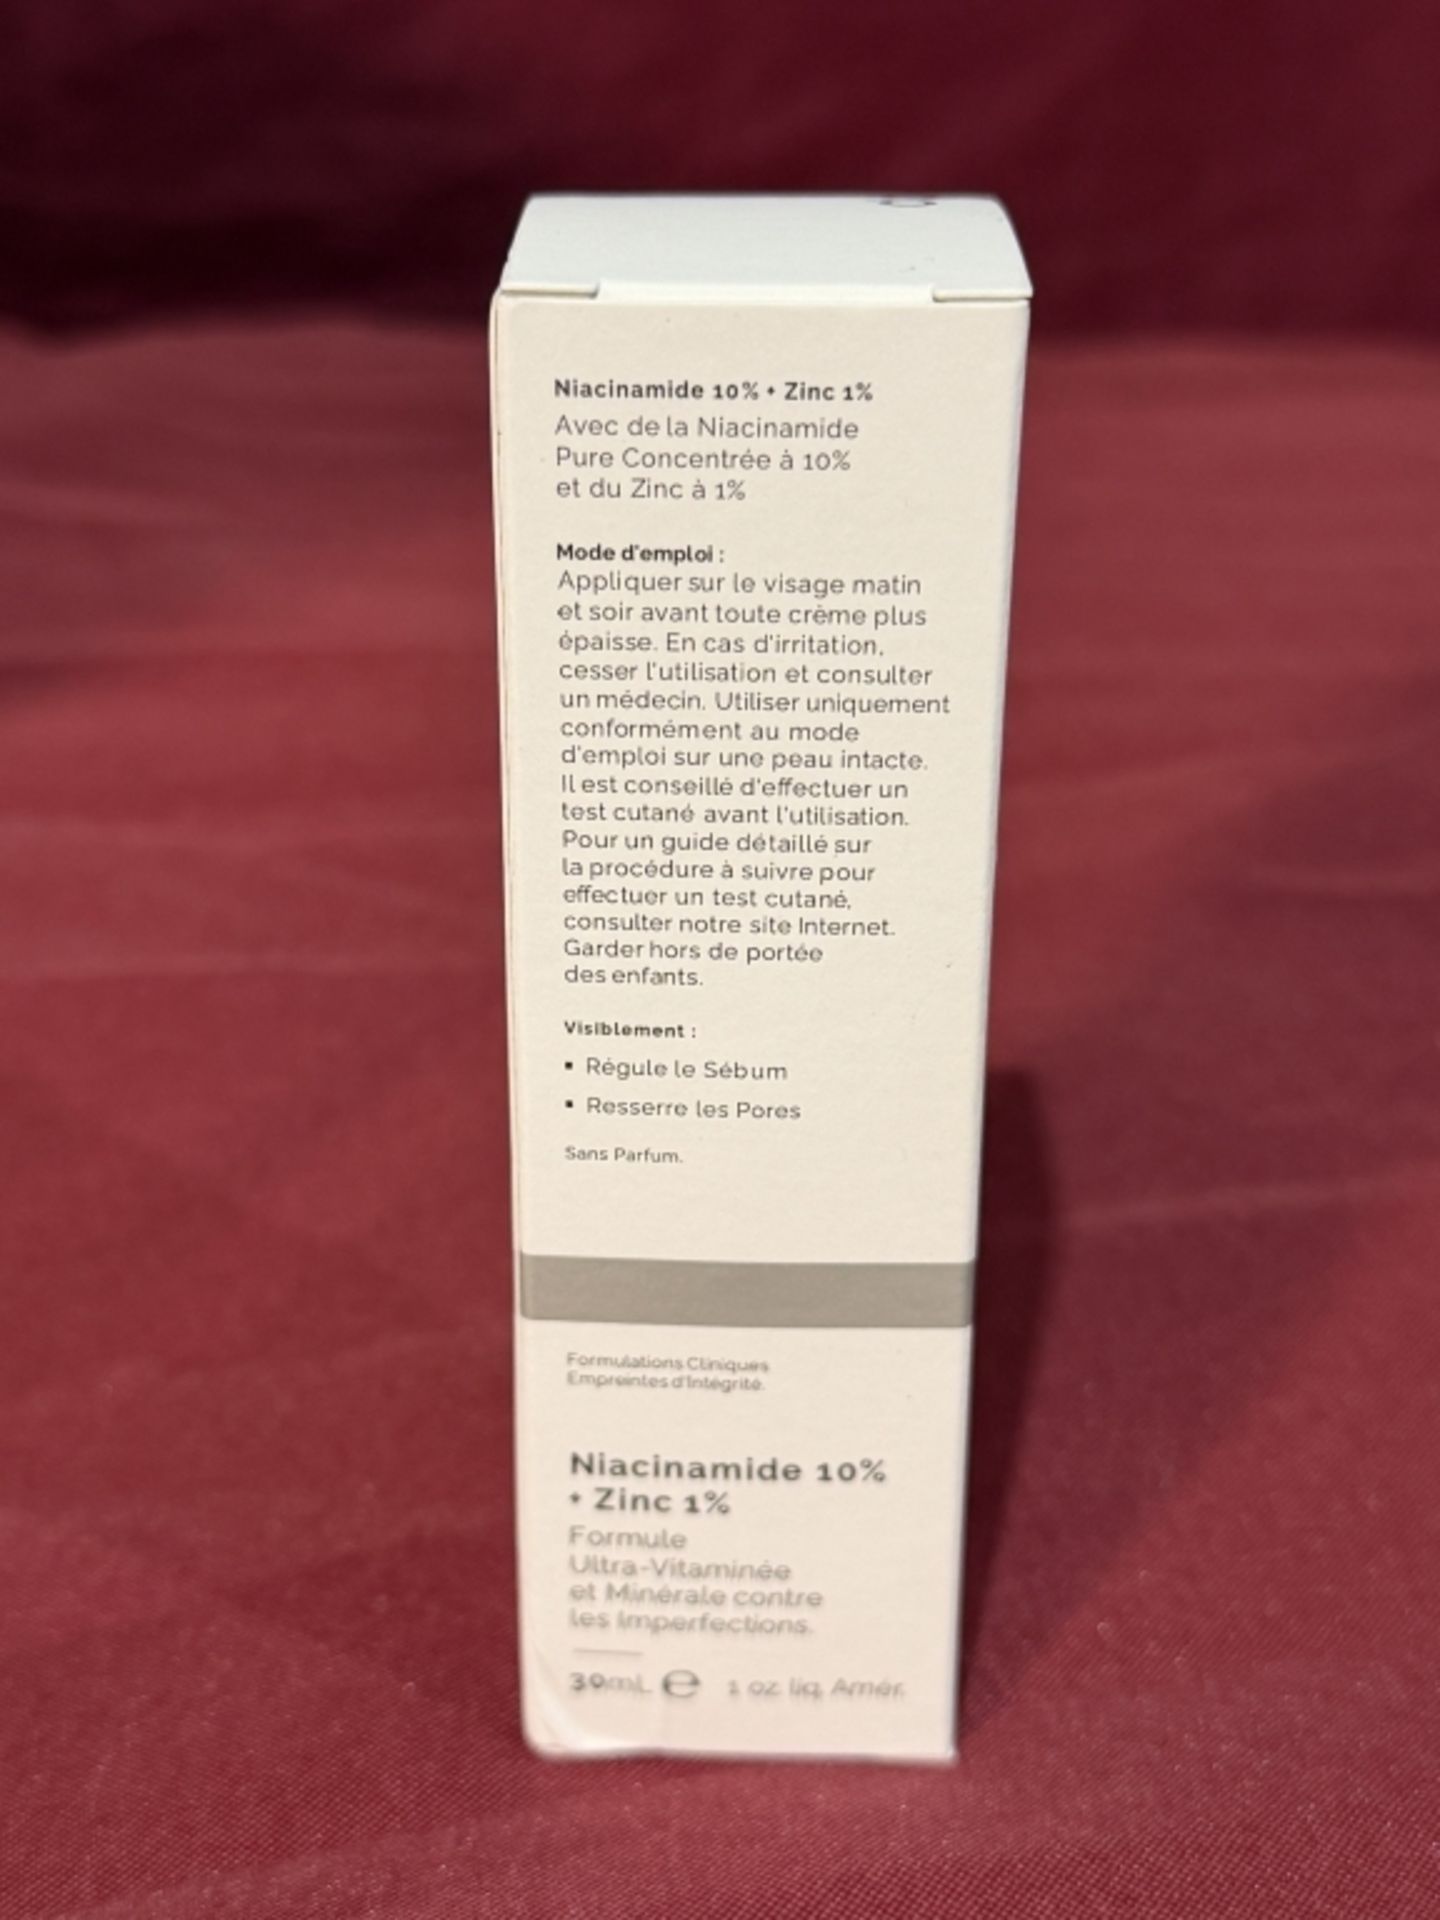 Niacinamide 10% + Zinc 1%
Avec de la Niacinamide
Pure Concentrée à 10%
et du Zinc à 1%
Mode d'emploi :
Appliquer sur le visage matin
et soir avant toute crème plus
épaisse. En cas d'irritation,
cesser l'utilisation et consulter
un médecin. Utiliser uniquement
conformément au mode
d'emploi sur une peau intacte.
Il est conseillé d'effectuer un
test cutané avant l'utilisation.
Pour un guide détaillé sur
la procédure à suivre pour
effectuer un test cutané,
consulter notre site Internet.
Garder hors de portée
des enfants.
Visiblement :
▪ Régule le Sébum
▪ Resserre les Pores
Sans Parfum.
Formulations Cliniques
Empreintes d'Intégrité.
Niacinamide 10%
+ Zinc 1%
Formule
Ultra-Vitaminée
et Minérale contre
les Imperfections.
30mL ℮ 1 oz liq. Amér.